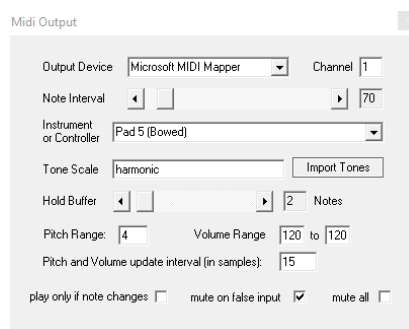 Midi Output
Output Device Microsoft MIDI Mapper Channel 1
Note Interval 70
Instrument
or Controller Pad 5 (Bowed)
Tone Scale harmonic Import Tones
Hold Buffer 2 Notes
Pitch Range: 4 Volume Range 120 to 120
Pitch and Volume update interval (in samples): 15
play only if note changes mute on false input mute all